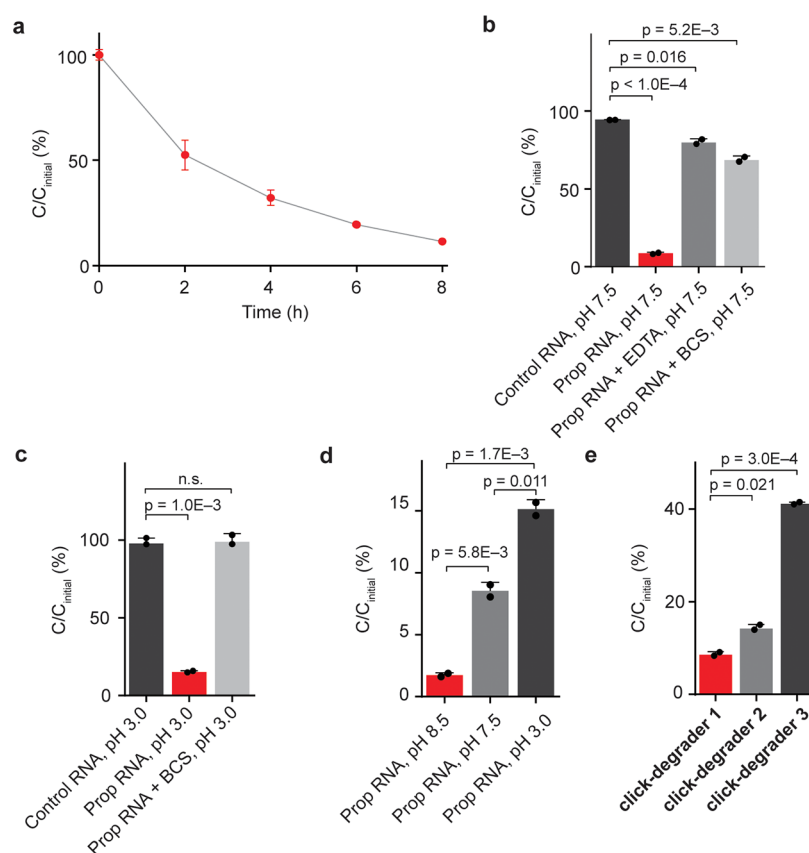 a
C/Cinitial (%)
100
50
0
0 2 4 6 8
Time (h)
b
p = 5.2E–3
p = 0.016
p < 1.0E–4
C/Cinitial (%)
100
50
0
Control RNA, pH 7.5
Prop RNA, pH 7.5
Prop RNA + EDTA, pH 7.5
Prop RNA + BCS, pH 7.5
c
n.s.
p = 1.0E–3
C/Cinitial (%)
100
50
0
Control RNA, pH 3.0
Prop RNA, pH 3.0
Prop RNA + BCS, pH 3.0
d
p = 1.7E–3
p = 0.011
p = 5.8E–3
C/Cinitial (%)
15
10
5
0
Prop RNA, pH 8.5
Prop RNA, pH 7.5
Prop RNA, pH 3.0
e
p = 3.0E–4
p = 0.021
C/Cinitial (%)
40
20
0
click-degrader 1
click-degrader 2
click-degrader 3